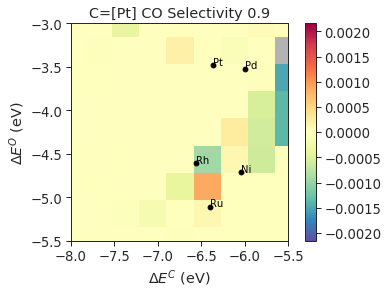 C=[Pt] CO Selectivity 0.9
−3.0
−3.5
−4.0
−4.5
−5.0
−5.5
ΔE^O (eV)
Pt
Pd
Rh
Ni
Ru
−8.0 −7.5 −7.0 −6.5 −6.0 −5.5
ΔE^C (eV)
0.0020
0.0015
0.0010
0.0005
0.0000
−0.0005
−0.0010
−0.0015
−0.0020